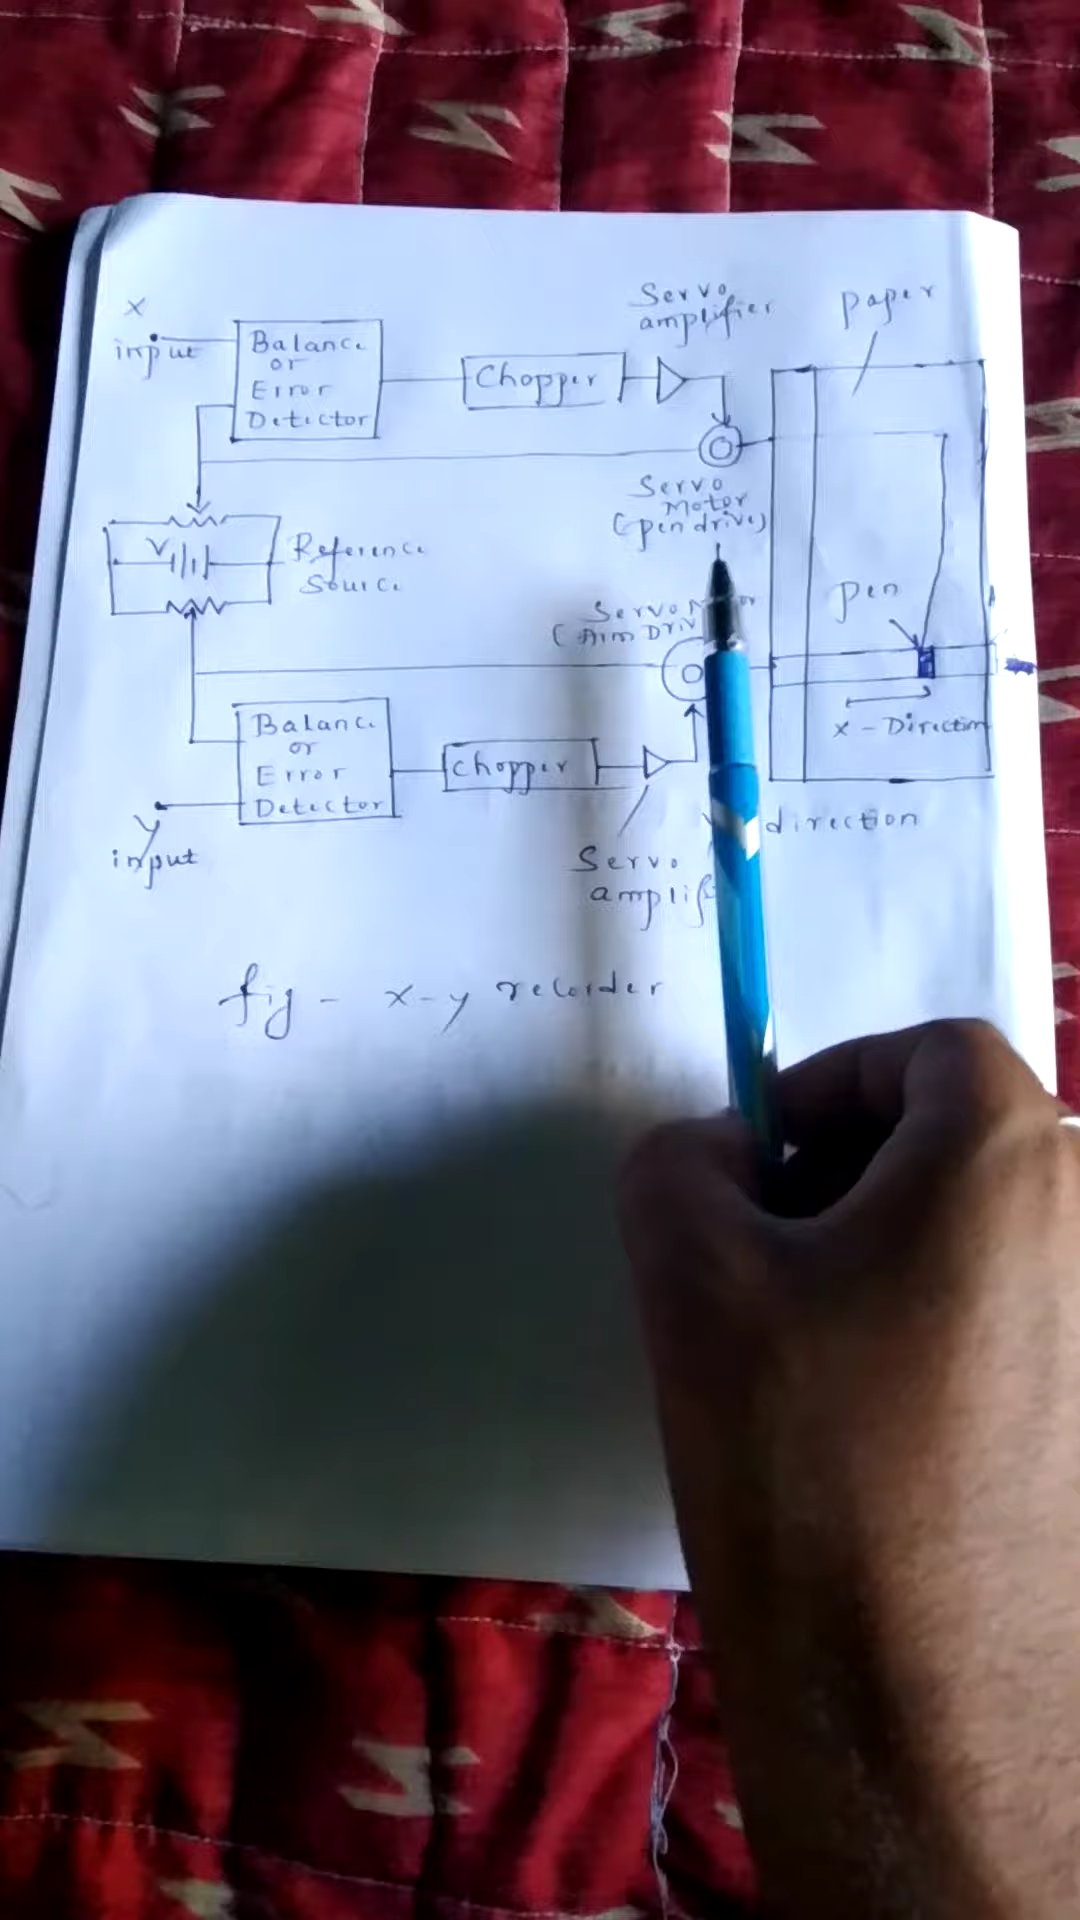 X
input
Balance
or
Error
Detector
Chopper
Servo
amplifier
paper
Servo
Motor
(pen drive)
V
Reference
Source
Servo
pen
x - Direction
Balance
or
Error
Detector
chopper
y
input
Servo
direction
fig - x-y recorder